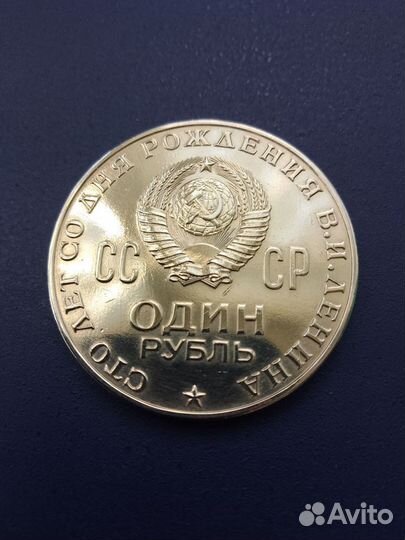 СТО ЛЕТ СО ДНЯ РОЖДЕНИЯ В.И.ЛЕНИНА
СС СР
ОДИН
РУБЛЬ
Avito